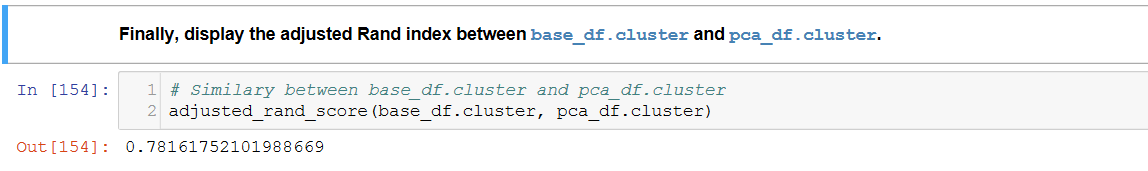 Finally, display the adjusted Rand index between base_df.cluster and pca_df.cluster.
In [154]: 1 # Similary between base_df.cluster and pca_df.cluster
2 adjusted_rand_score(base_df.cluster, pca_df.cluster)
Out[154]: 0.78161752101988669